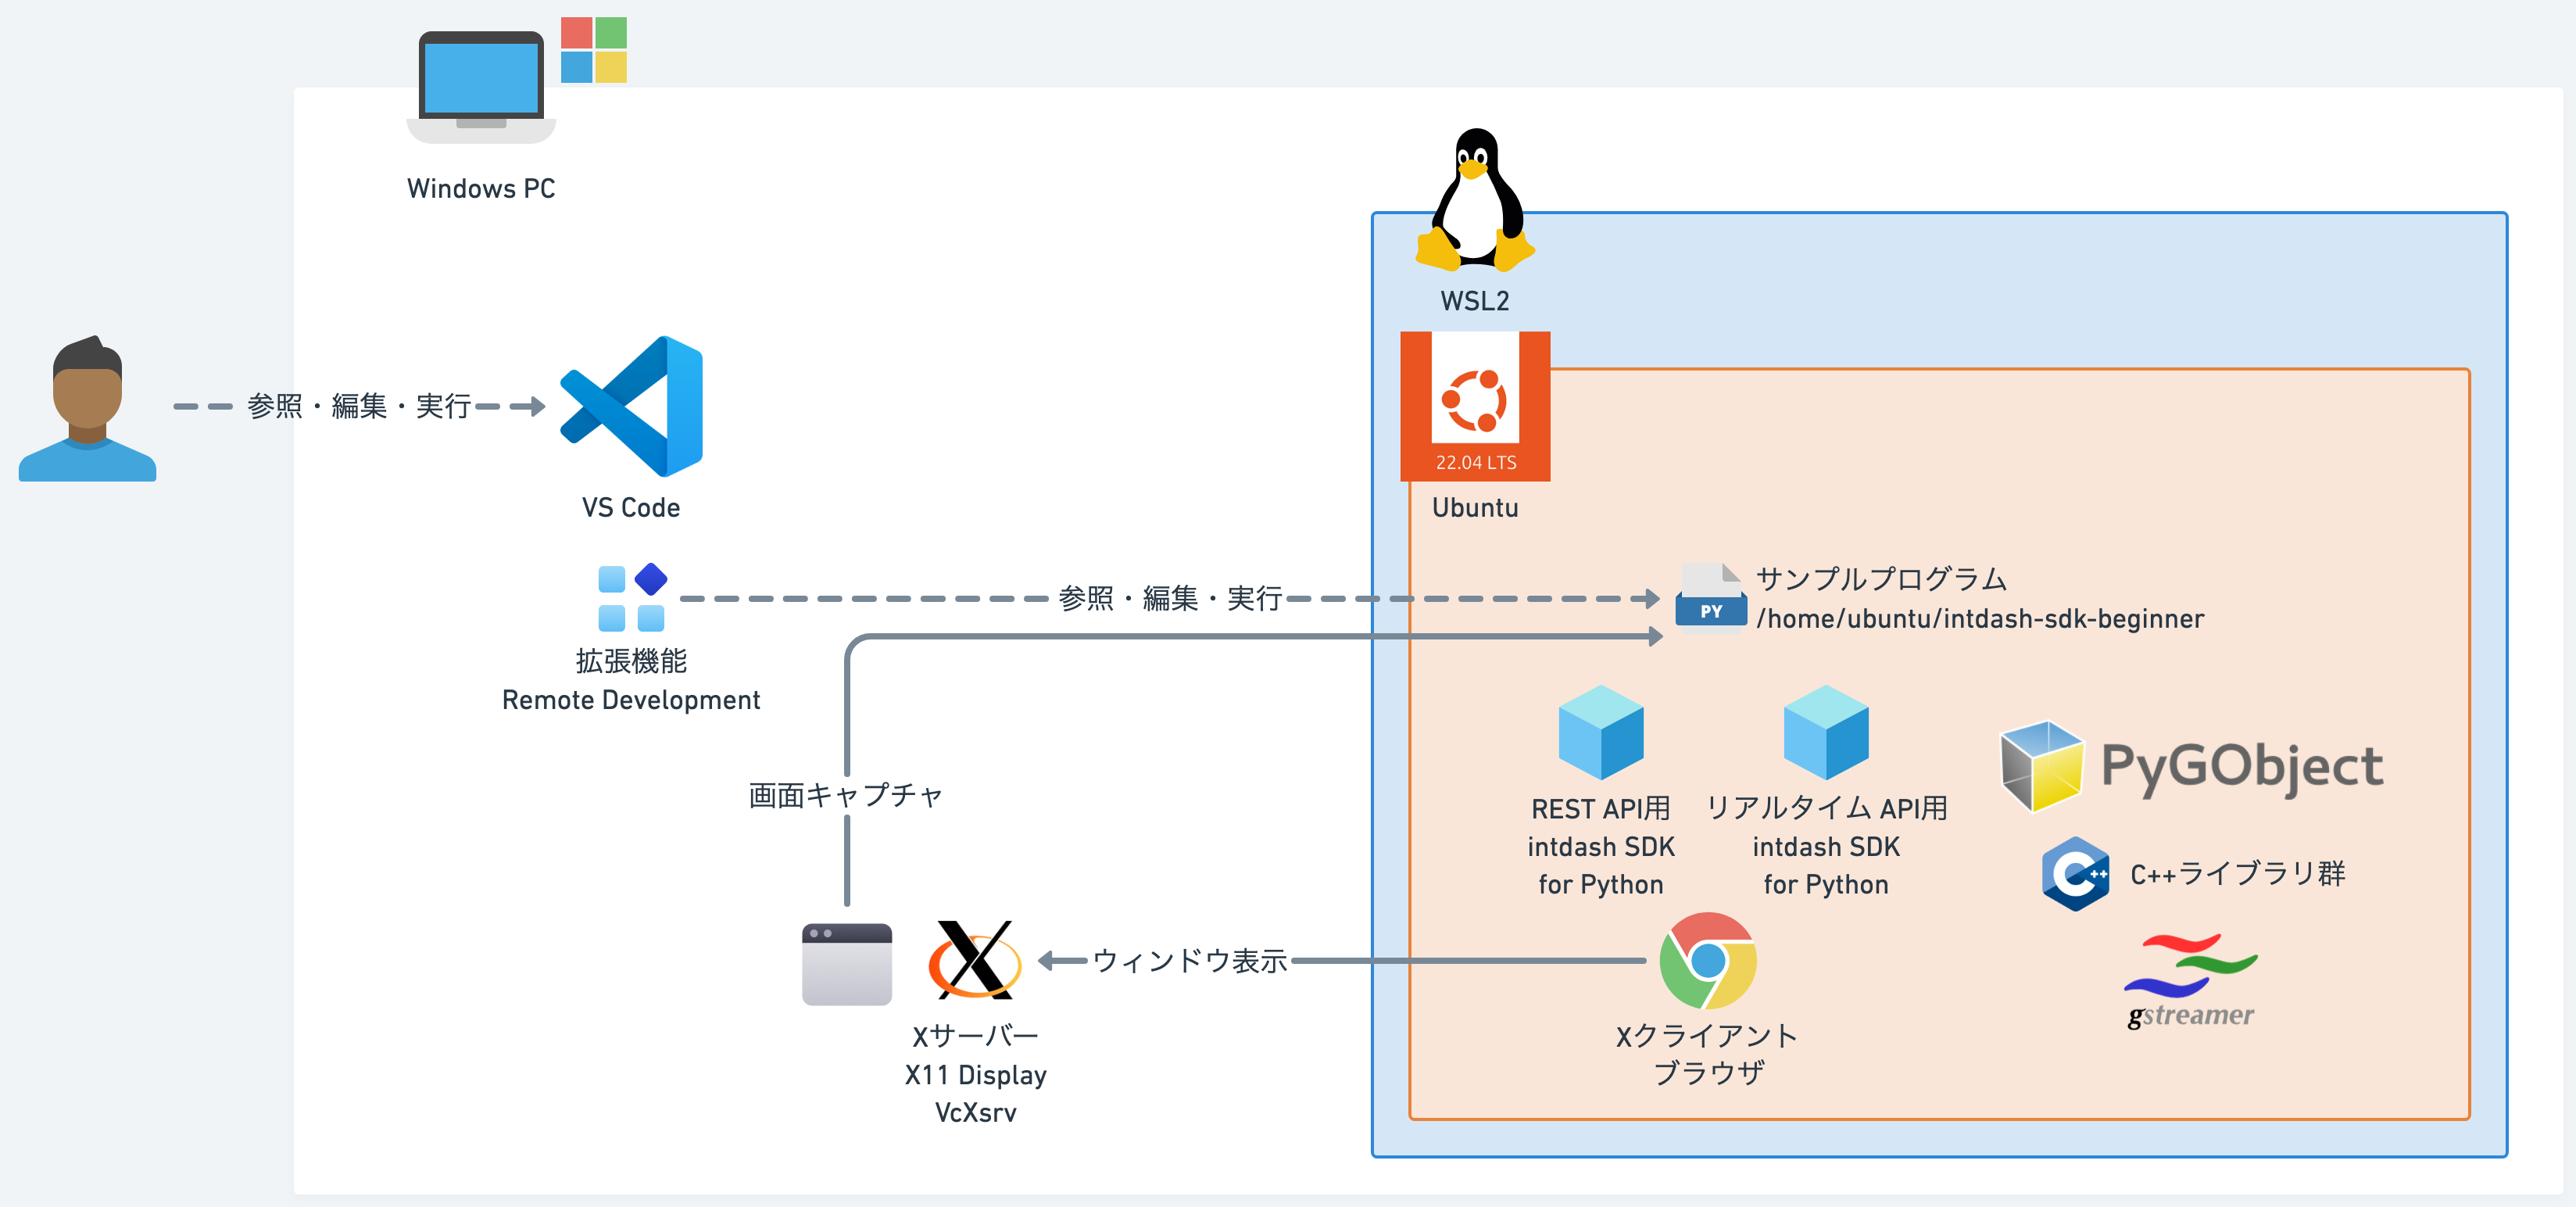 Windows PC
WSL2
参照・編集・実行
22.04 LTS
VS Code
Ubuntu
参照・編集・実行
PY
サンプルプログラム
/home/ubuntu/intdash-sdk-beginner
拡張機能
Remote Development
画面キャプチャ
REST API用
intdash SDK
for Python
リアルタイム API用
intdash SDK
for Python
PyGObject
C++ライブラリ群
ウィンドウ表示
gstreamer
Xサーバー
X11 Display
VcXsrv
Xクライアント
ブラウザ